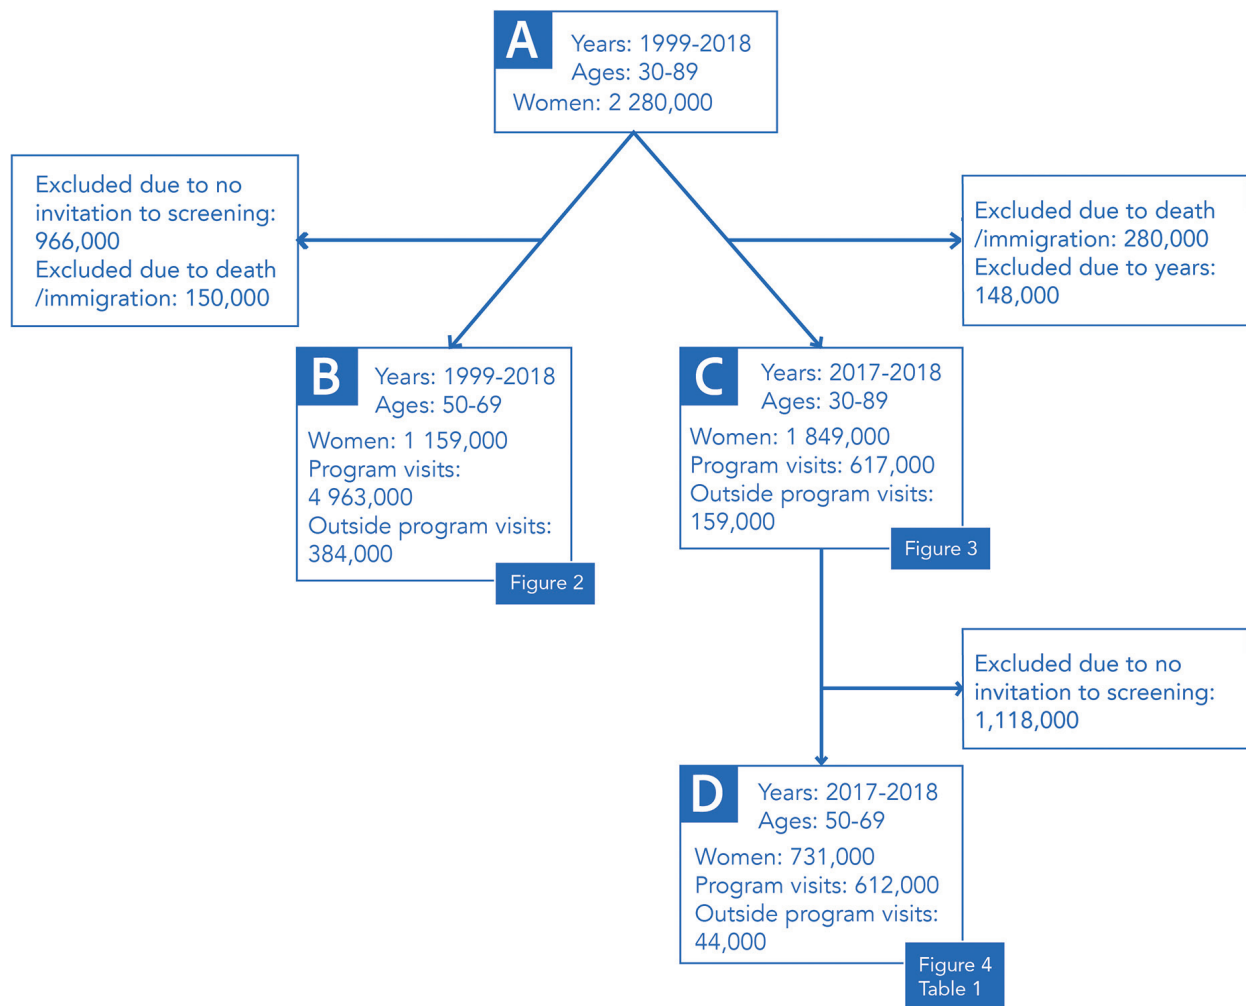 A
Years: 1999-2018
Ages: 30-89
Women: 2 280,000
Excluded due to no
invitation to screening:
966,000
Excluded due to death
/immigration: 150,000
Excluded due to death
/immigration: 280,000
Excluded due to years:
148,000
B
Years: 1999-2018
Ages: 50-69
Women: 1 159,000
Program visits:
4 963,000
Outside program visits:
384,000
Figure 2
C
Years: 2017-2018
Ages: 30-89
Women: 1 849,000
Program visits: 617,000
Outside program visits:
159,000
Figure 3
Excluded due to no
invitation to screening:
1,118,000
D
Years: 2017-2018
Ages: 50-69
Women: 731,000
Program visits: 612,000
Outside program visits:
44,000
Figure 4
Table 1